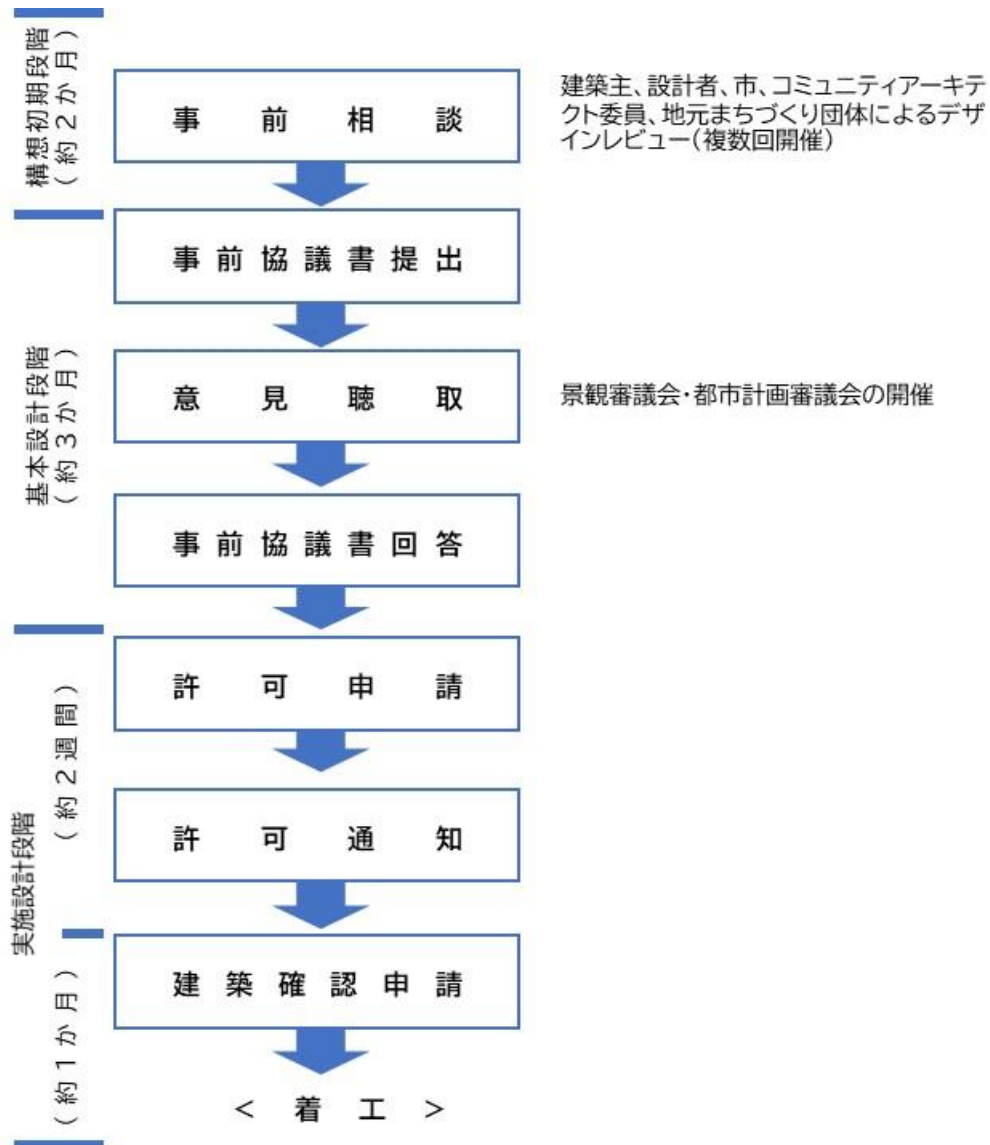 構想初期段階
(約2か月)
事前相談
建築主、設計者、市、コミュニティアーキテ
クト委員、地元まちづくり団体によるデザ
インレビュー(複数回開催)
基本設計段階
(約3か月)
事前協議書提出
意見聴取
景観審議会・都市計画審議会の開催
事前協議書回答
実施設計段階
(約2週間)
許可申請
許可通知
(約1か月)
建築確認申請
<着工>